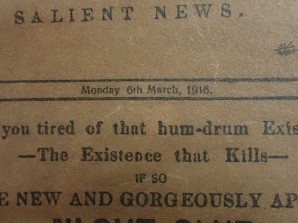 SALIENT NEWS.
Monday 6th March, 1916.
you tired of that hum-drum Exis
—The Existence that Kills—
IF SO
E NEW AND GORGEOUSLY AP